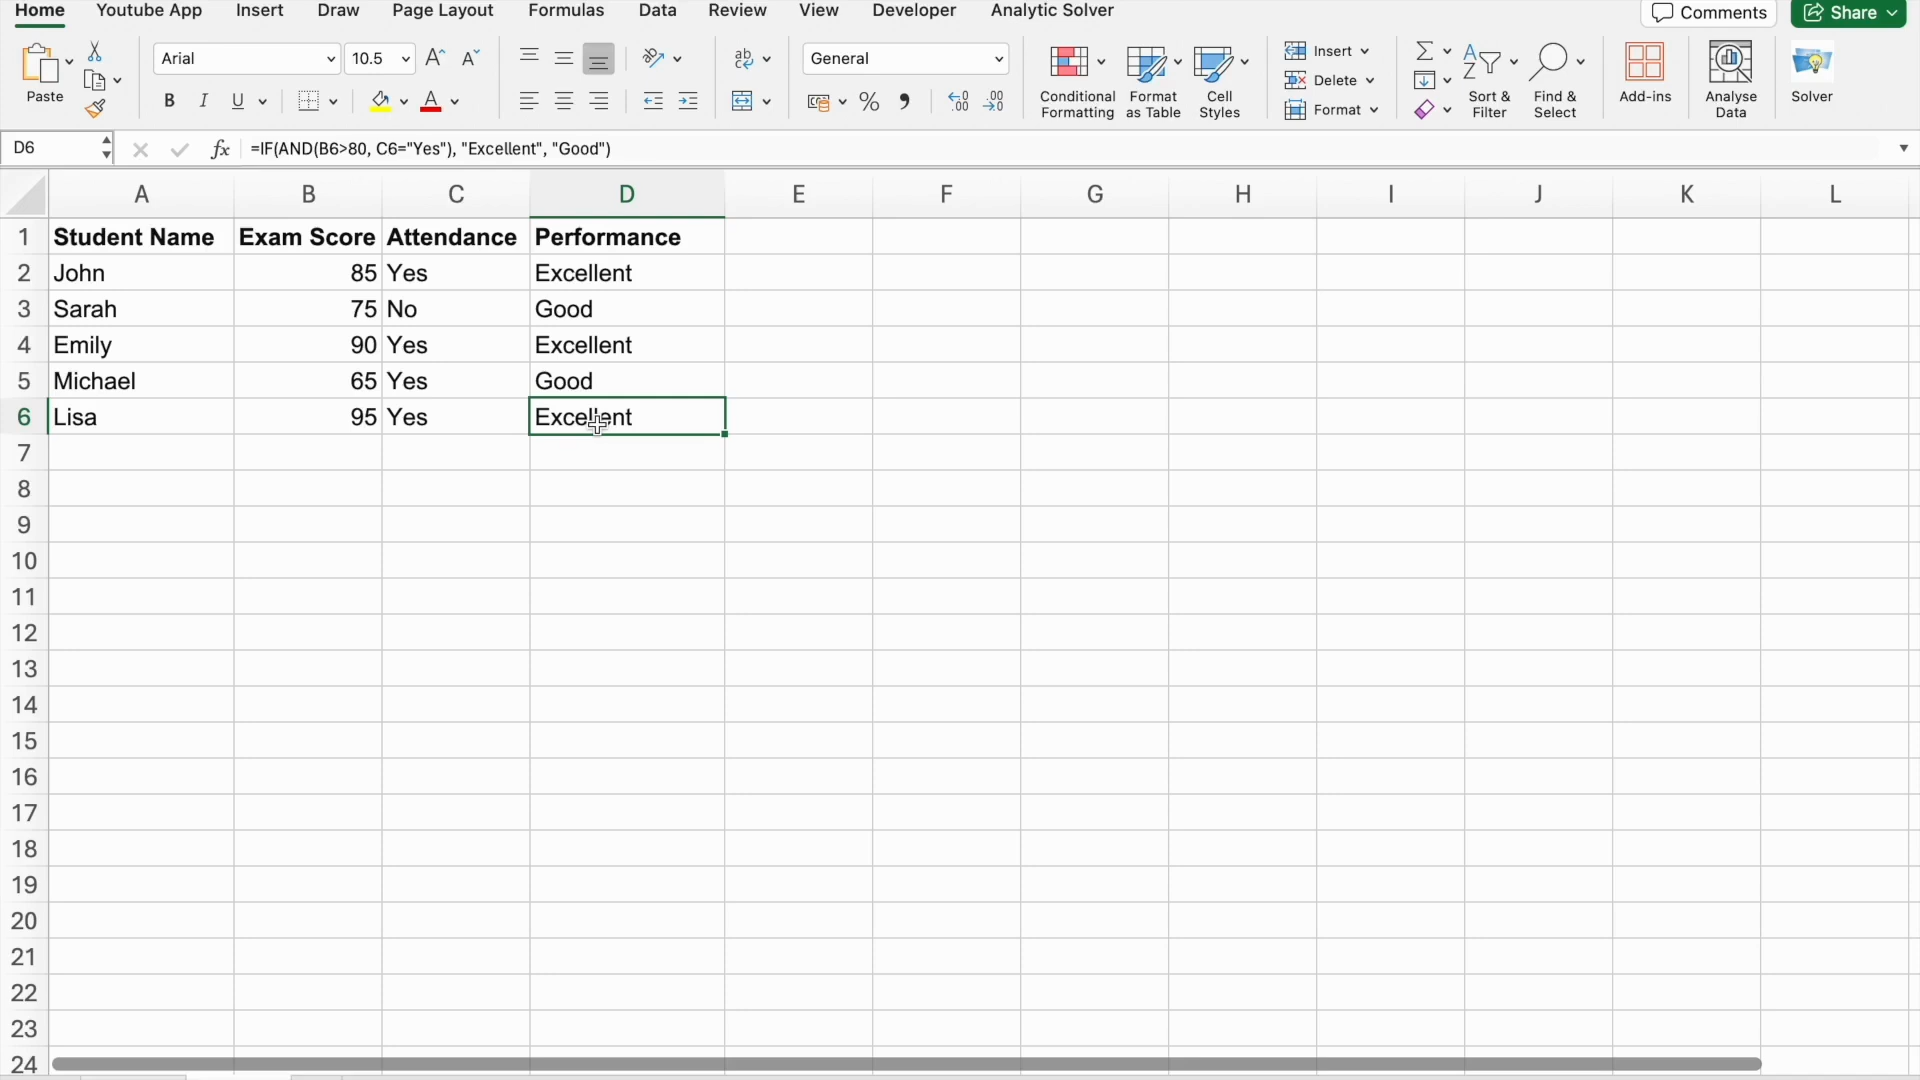 Home Youtube App Insert Draw Page Layout Formulas Data Review View Developer Analytic Solver Comments Share
Paste Arial 10.5 B I U General % Conditional Formatting Format as Table Cell Styles Insert Delete Format Sort & Filter Find & Select Add-ins Analyse Data Solver
D6 fx =IF(AND(B6>80, C6="Yes"), "Excellent", "Good")
A B C D E F G H I J K L
1 Student Name Exam Score Attendance Performance
2 John 85 Yes Excellent
3 Sarah 75 No Good
4 Emily 90 Yes Excellent
5 Michael 65 Yes Good
6 Lisa 95 Yes Excellent
7
8
9
10
11
12
13
14
15
16
17
18
19
20
21
22
23
24